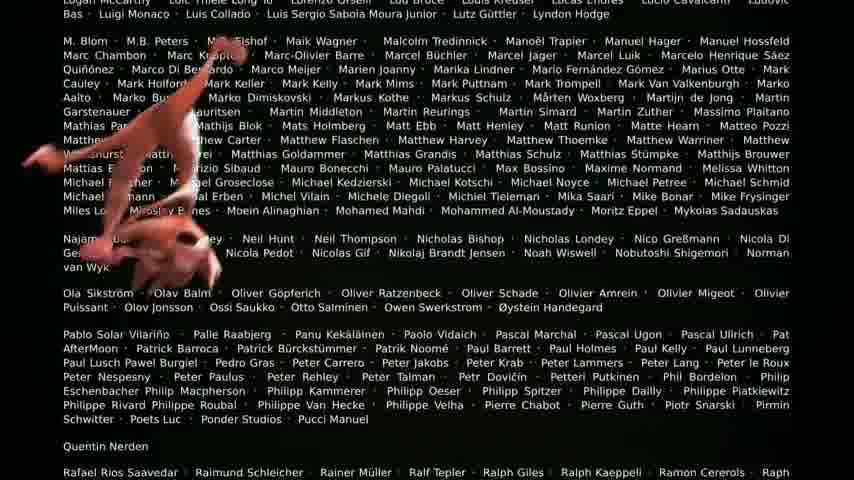 Bas · Luigi Monaco · Luis Collado · Luis Sergio Saboia Moura Junior · Lutz Güttler · Lyndon Hodge
M. Blom · M.B. Peters · Maik Wagner · Malcolm Tredinnick · Manoël Trapier · Manuel Hager · Manuel Hossfeld
Marc Chambon · Marc · Marc-Olivier Barre · Marcel Büchler · Marcel Jager · Marcel Luik · Marcelo Henrique Sáez
Quiñónez · Marco Di · Marco Meijer · Marien Joanny · Marika Lindner · Mario Fernández Gómez · Marius Otte · Mark
Cauley · Mark · Mark Keller · Mark Kelly · Mark Mims · Mark Puttnam · Mark Trompell · Mark Van Valkenburgh · Marko
Aalto · Marko · Marko Dimiskovski · Markus Kothe · Markus Schulz · Mårten Woxberg · Martijn de Jong · Martin
Garstenauer · Martin Middleton · Martin Reurings · Martin Simard · Martin Zuther · Massimo Plaitano
Mathias · Mathijs Blok · Mats Holmberg · Matt Ebb · Matt Henley · Matt Runion · Matte Hearn · Matteo Pozzi
Carter · Matthew Flaschen · Matthew Harvey · Matthew Thoemke · Matthew Warriner · Matthew
Matthias Goldammer · Matthias Grandis · Matthias Schulz · Matthias Stümpke · Matthijs Brouwer
Mattias · Sibaud · Mauro Bonecchi · Mauro Palatucci · Max Bossino · Maxime Normand · Melissa Whitton
Michael · Groseclose · Michael Kedzierski · Michael Kotschi · Michael Noyce · Michael Petree · Michael Schmid
Erben · Michel Vilain · Michele Diegoli · Michiel Tieleman · Mika Saari · Mike Bonar · Mike Frysinger
Miles · Moein Alinaghian · Mohamed Mahdi · Mohammed Al-Moustady · Moritz Eppel · Mykolas Sadauskas
Neil Hunt · Neil Thompson · Nicholas Bishop · Nicholas Londey · Nico Greßmann · Nicola Di
Nicola Pedot · Nicolas Gif · Nikolaj Brandt Jensen · Noah Wiswell · Nobutoshi Shigemori · Norman
van Wyk
Ola Sikström · Olav Balm · Oliver Göpferich · Oliver Ratzenbeck · Oliver Schade · Olivier Amrein · Olivier Migeot · Olivier
Puissant · Olov Jonsson · Ossi Saukko · Otto Salminen · Owen Swerkstrom · Øystein Handegard
Pablo Solar Vilariño · Palle Raabjerg · Panu Kekäläinen · Paolo Vidaich · Pascal Marchal · Pascal Ugon · Pascal Ullrich · Pat
AfterMoon · Patrick Barroca · Patrick Bürckstümmer · Patrik Noomé · Paul Barrett · Paul Holmes · Paul Kelly · Paul Lunneberg
Paul Lusch Pawel Burgiel · Pedro Gras · Peter Carrero · Peter Jakobs · Peter Krab · Peter Lammers · Peter Lang · Peter le Roux
Peter Nespesny · Peter Paulus · Peter Rehley · Peter Talman · Petr Dovičín · Petteri Putkinen · Phil Bordelon · Philip
Eschenbacher Philip Macpherson · Philipp Kammerer · Philipp Oeser · Philipp Spitzer · Philippe Dailly · Philippe Piatkiewitz
Philippe Rivard Philippe Roubal · Philippe Van Hecke · Philippe Velha · Pierre Chabot · Pierre Guth · Piotr Snarski · Pirmin
Schwitter · Poets Luc · Ponder Studios · Pucci Manuel
Quentin Nerden
Rafael Rios Saavedar · Raimund Schleicher · Rainer Müller · Ralf Tepler · Ralph Giles · Ralph Kaeppeli · Ramon Cererols · Raph